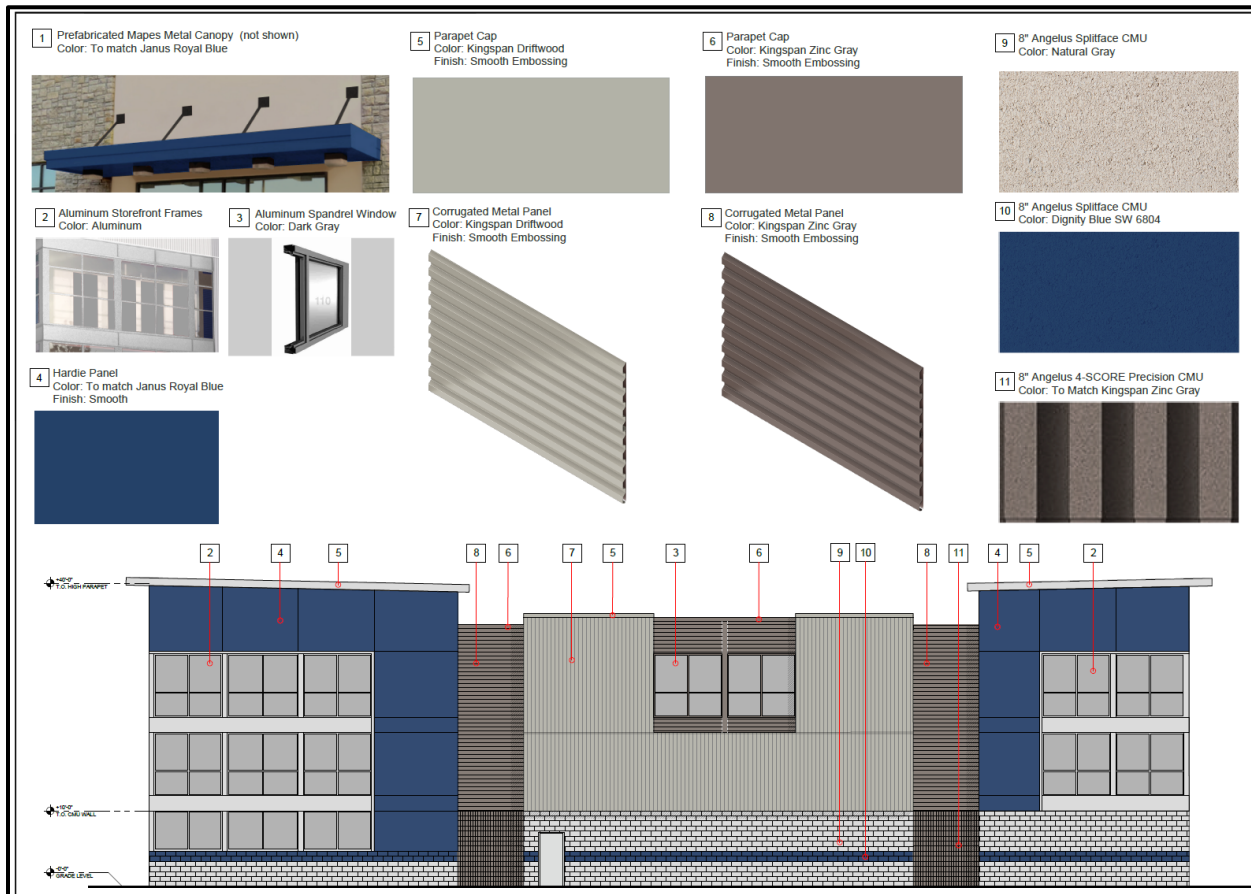 1 Prefabricated Mapes Metal Canopy (not shown)
Color: To match Janus Royal Blue
5 Parapet Cap
Color: Kingspan Driftwood
Finish: Smooth Embossing
6 Parapet Cap
Color: Kingspan Zinc Gray
Finish: Smooth Embossing
9 8" Angelus Splitface CMU
Color: Natural Gray
2 Aluminum Storefront Frames
Color: Aluminum
3 Aluminum Spandrel Window
Color: Dark Gray
110
7 Corrugated Metal Panel
Color: Kingspan Driftwood
Finish: Smooth Embossing
8 Corrugated Metal Panel
Color: Kingspan Zinc Gray
Finish: Smooth Embossing
10 8" Angelus Splitface CMU
Color: Dignity Blue SW 6804
4 Hardie Panel
Color: To match Janus Royal Blue
Finish: Smooth
11 8" Angelus 4-SCORE Precision CMU
Color: To Match Kingspan Zinc Gray
2 4 5 8 6 7 5 3 6 9 10 8 11 4 5 2
+40'-0"
T.O. HIGH PARAPET
T.O. CMU WALL
GRADE LEVEL